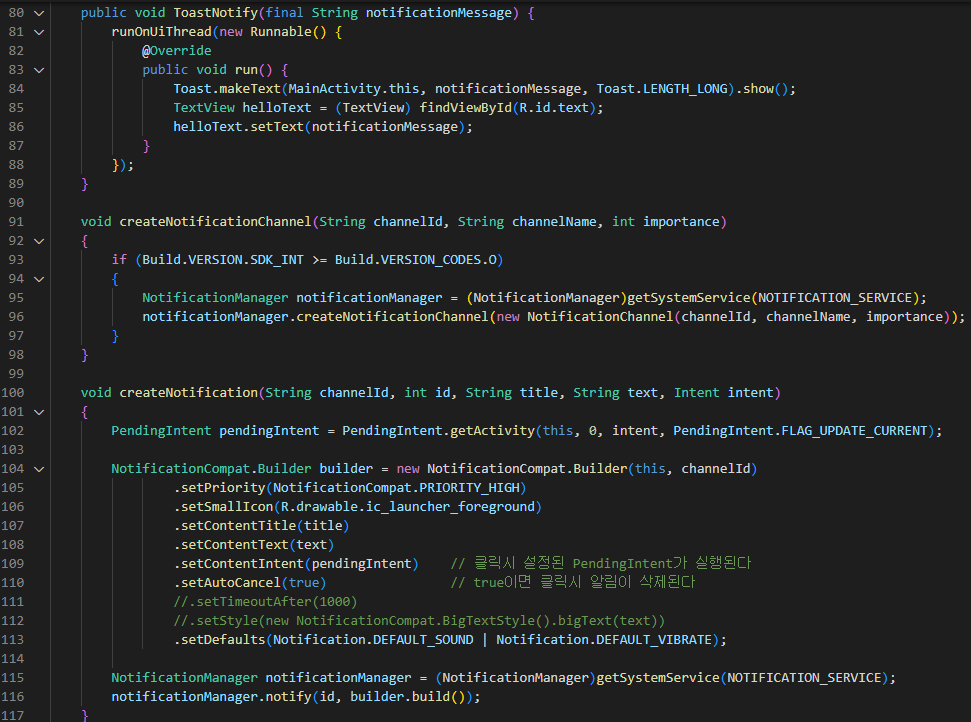 80 public void ToastNotify(final String notificationMessage) {
81 runOnUiThread(new Runnable() {
82 @Override
83 public void run() {
84 Toast.makeText(MainActivity.this, notificationMessage, Toast.LENGTH_LONG).show();
85 TextView helloText = (TextView) findViewById(R.id.text);
86 helloText.setText(notificationMessage);
87 }
88 });
89 }
90
91 void createNotificationChannel(String channelId, String channelName, int importance)
92 {
93 if (Build.VERSION.SDK_INT >= Build.VERSION_CODES.O)
94 {
95 NotificationManager notificationManager = (NotificationManager)getSystemService(NOTIFICATION_SERVICE);
96 notificationManager.createNotificationChannel(new NotificationChannel(channelId, channelName, importance));
97 }
98 }
99
100 void createNotification(String channelId, int id, String title, String text, Intent intent)
101 {
102 PendingIntent pendingIntent = PendingIntent.getActivity(this, 0, intent, PendingIntent.FLAG_UPDATE_CURRENT);
103
104 NotificationCompat.Builder builder = new NotificationCompat.Builder(this, channelId)
105 .setPriority(NotificationCompat.PRIORITY_HIGH)
106 .setSmallIcon(R.drawable.ic_launcher_foreground)
107 .setContentTitle(title)
108 .setContentText(text)
109 .setContentIntent(pendingIntent) // 클릭시 설정된 PendingIntent가 실행된다
110 .setAutoCancel(true) // true이면 클릭시 알림이 삭제된다
111 //.setTimeoutAfter(1000)
112 //.setStyle(new NotificationCompat.BigTextStyle().bigText(text))
113 .setDefaults(Notification.DEFAULT_SOUND | Notification.DEFAULT_VIBRATE);
114
115 NotificationManager notificationManager = (NotificationManager)getSystemService(NOTIFICATION_SERVICE);
116 notificationManager.notify(id, builder.build());
117 }